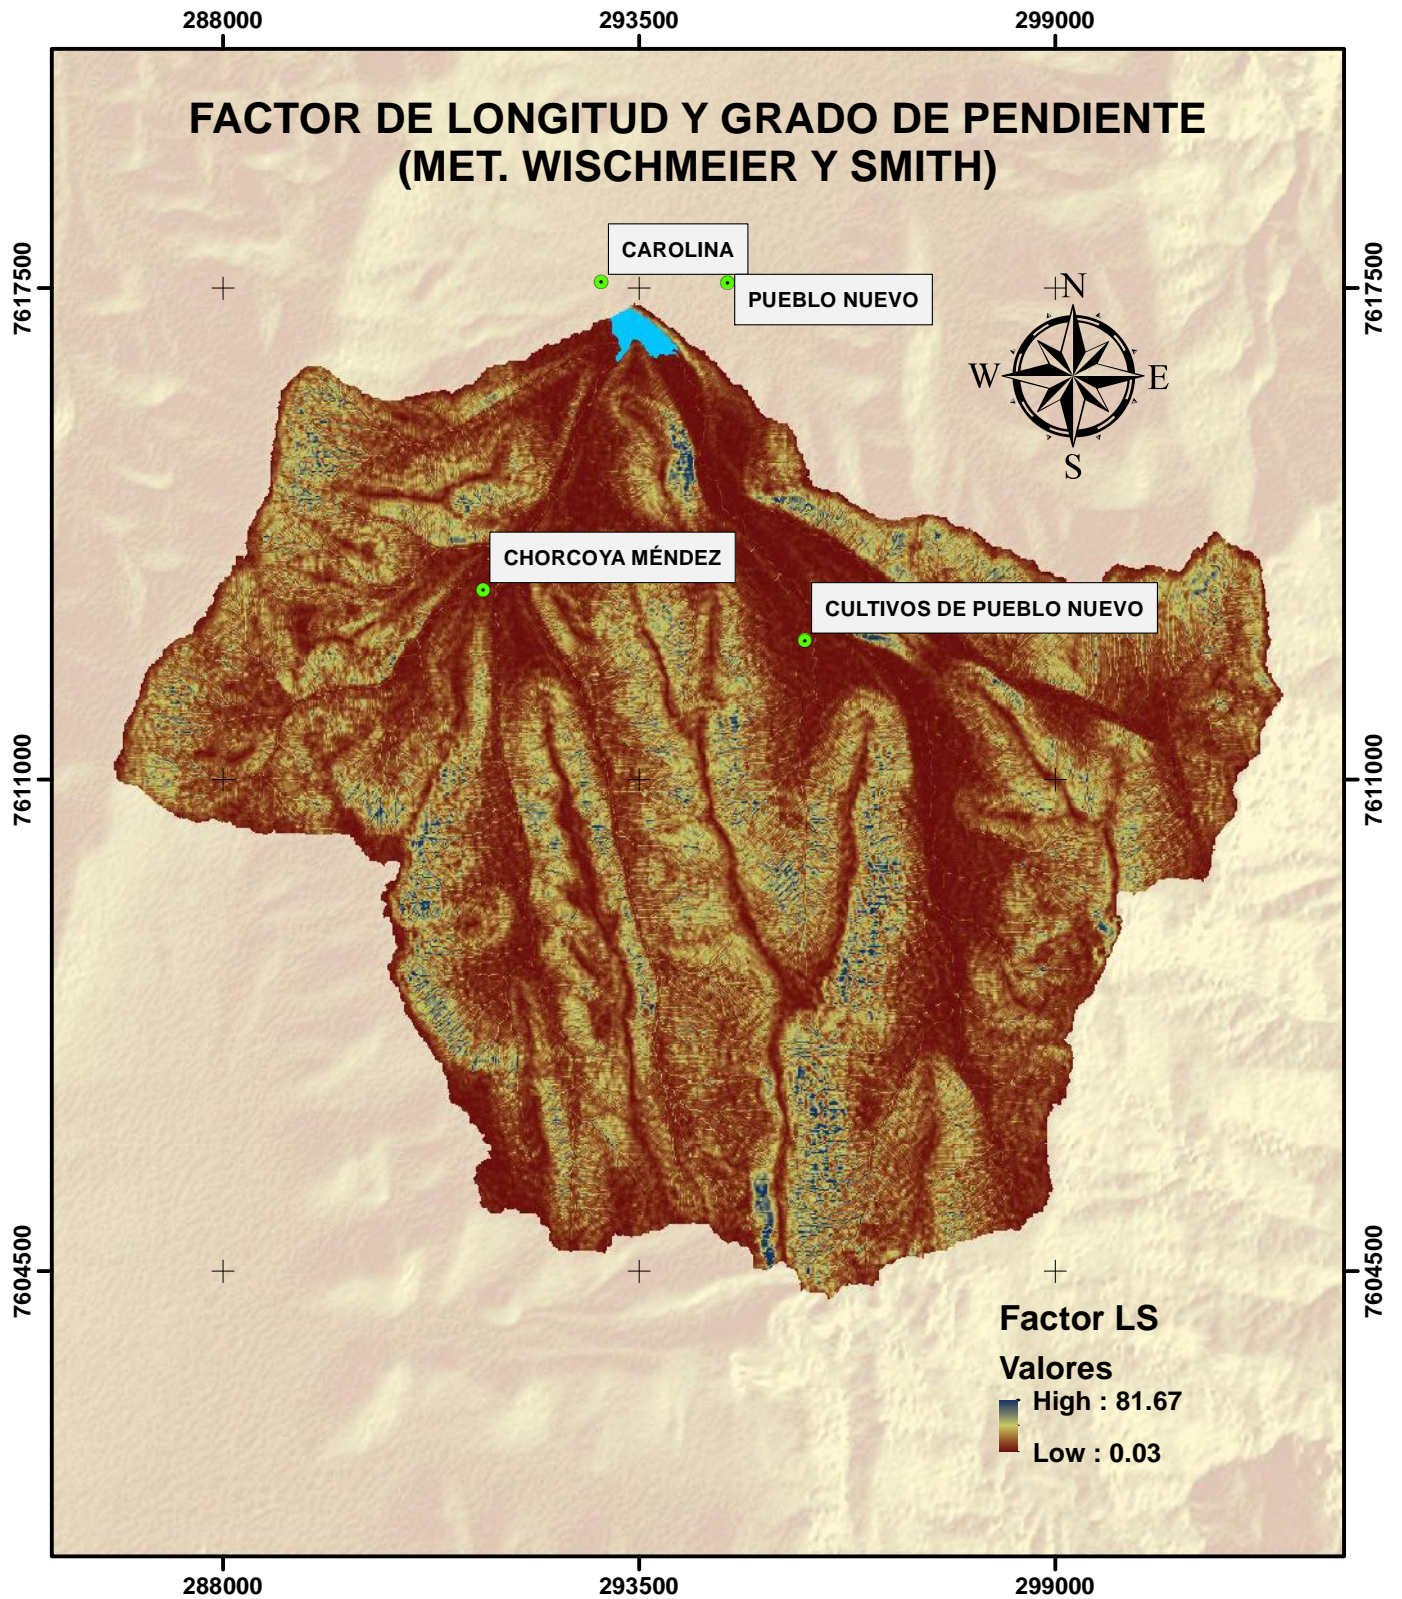 288000
293500
299000
FACTOR DE LONGITUD Y GRADO DE PENDIENTE
(MET. WISCHMEIER Y SMITH)
CAROLINA
7617500
7617500
N
PUEBLO NUEVO
W
E
S
CHORCOYA MÉNDEZ
CULTIVOS DE PUEBLO NUEVO
7611000
7611000
7604500
7604500
Factor LS
Valores
High : 81.67
Low : 0.03
288000
293500
299000